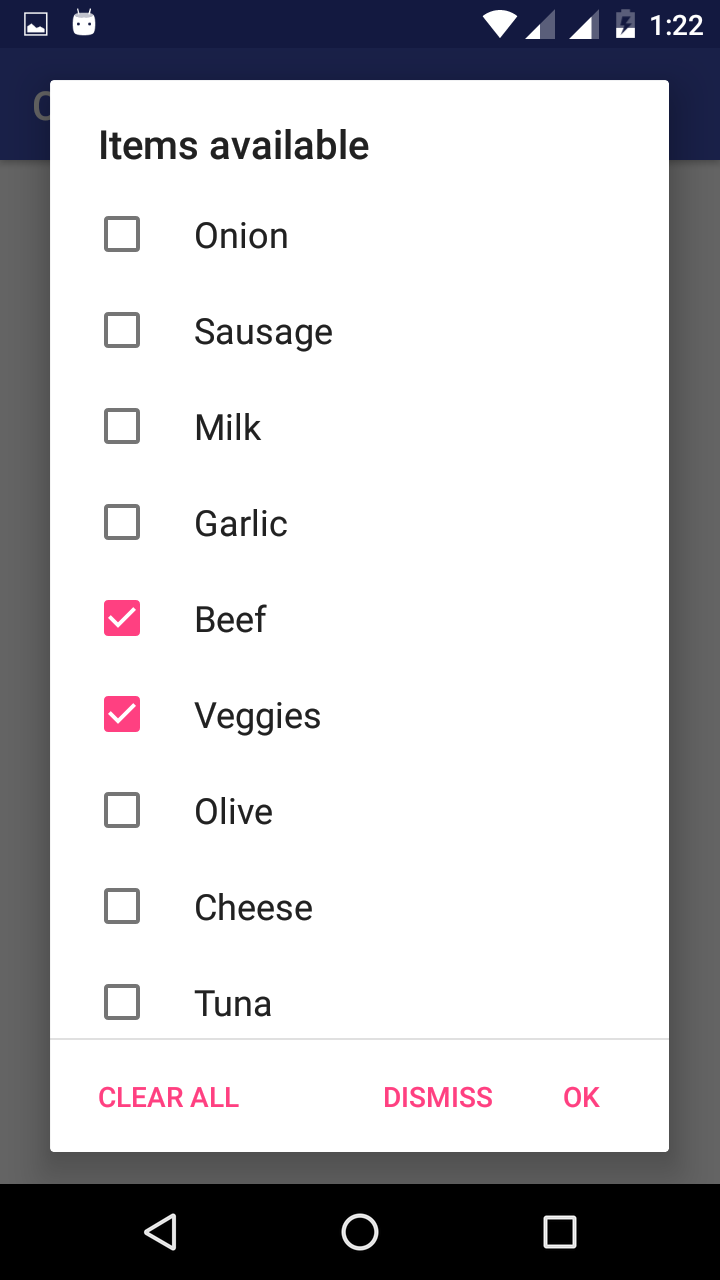 1:22
Items available
Onion
Sausage
Milk
Garlic
Beef
Veggies
Olive
Cheese
Tuna
CLEAR ALL DISMISS OK